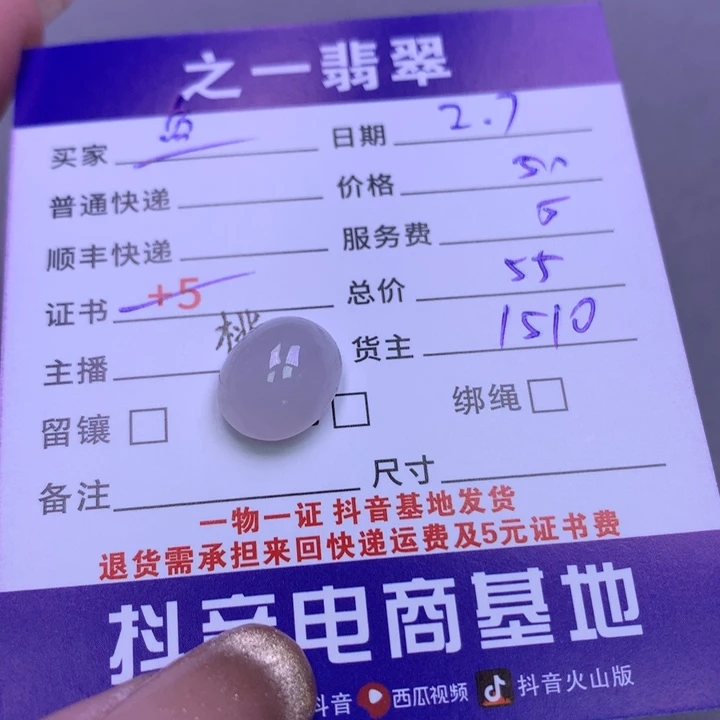 之一翡翠
买家 日期 2.7
普通快递 价格 50
顺丰快递 服务费 5
证书 +5 总价 55
主播 桃 货主 1510
留镶 绑绳
备注 尺寸
一物一证 抖音基地发货
退货需承担来回快递运费及5元证书费
抖音电商基地
抖音 西瓜视频 抖音火山版